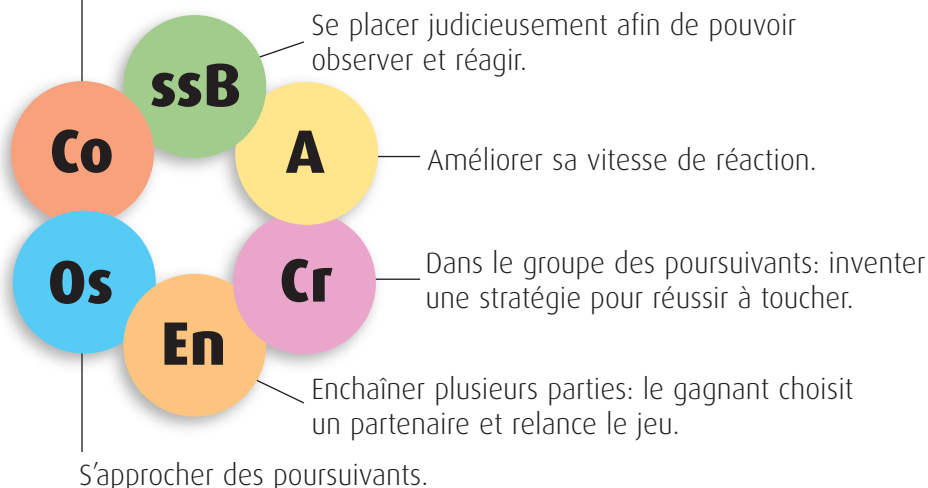 Se placer judicieusement afin de pouvoir
observer et réagir.
ssB
Co
A
Améliorer sa vitesse de réaction.
Os
Cr
Dans le groupe des poursuivants: inventer
une stratégie pour réussir à toucher.
En
Enchaîner plusieurs parties: le gagnant choisit
un partenaire et relance le jeu.
S’approcher des poursuivants.